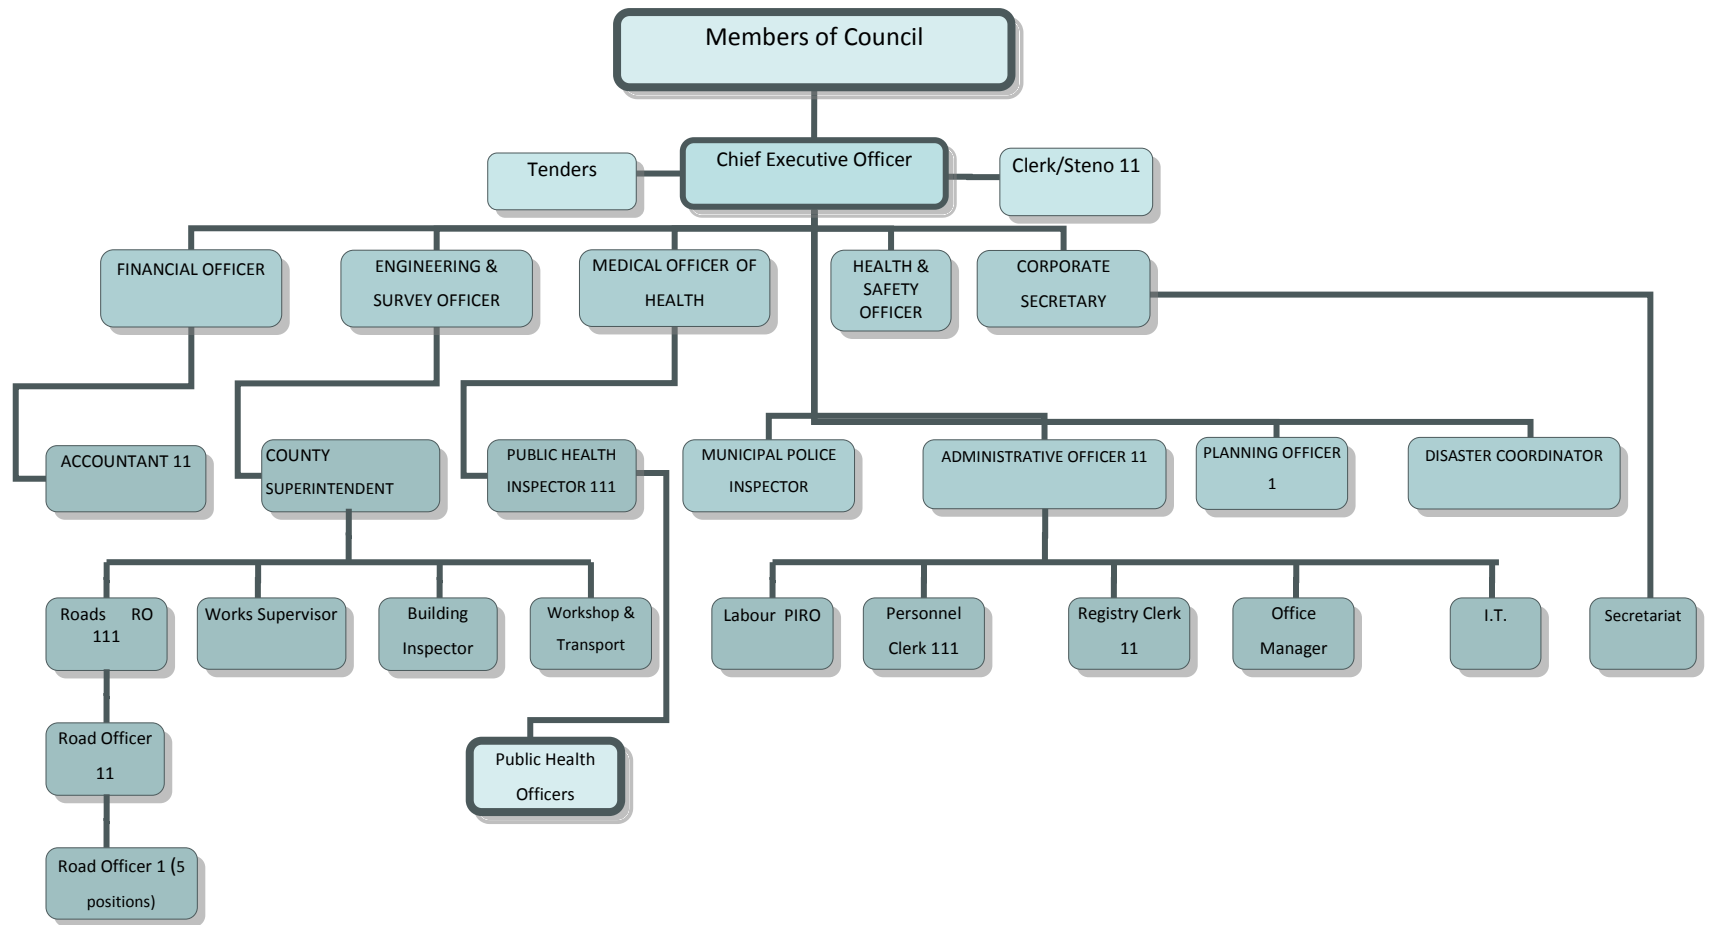 Members of Council
Chief Executive Officer
Tenders
Clerk/Steno 11
FINANCIAL OFFICER
ENGINEERING &
SURVEY OFFICER
MEDICAL OFFICER OF
HEALTH
HEALTH &
SAFETY
OFFICER
CORPORATE
SECRETARY
ACCOUNTANT 11
COUNTY
SUPERINTENDENT
PUBLIC HEALTH
INSPECTOR 111
MUNICIPAL POLICE
INSPECTOR
ADMINISTRATIVE OFFICER 11
PLANNING OFFICER
1
DISASTER COORDINATOR
Roads RO
111
Works Supervisor
Building
Inspector
Workshop &
Transport
Labour PIRO
Personnel
Clerk 111
Registry Clerk
11
Office
Manager
I.T.
Secretariat
Road Officer
11
Public Health
Officers
Road Officer 1 (5
positions)